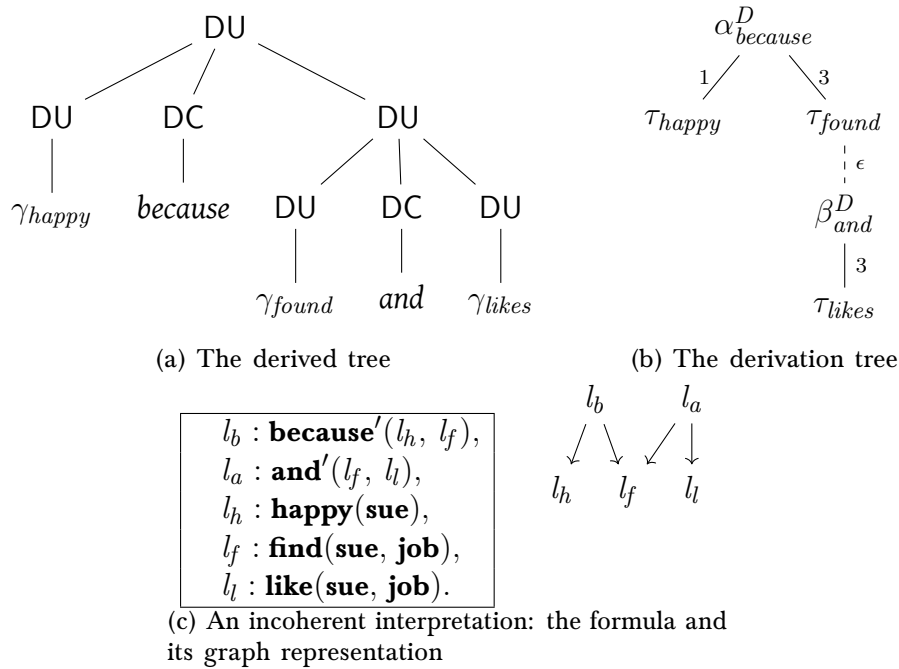 DU
DU DC DU
γhappy because DU DC DU
γfound and γlikes
(a) The derived tree
α^D_because
1 3
τhappy τfound
ϵ
β^D_and
3
τlikes
(b) The derivation tree
l_b : because′(l_h, l_f),
l_a : and′(l_f, l_l),
l_h : happy(sue),
l_f : find(sue, job),
l_l : like(sue, job).
l_b l_a
l_h l_f l_l
(c) An incoherent interpretation: the formula and
its graph representation